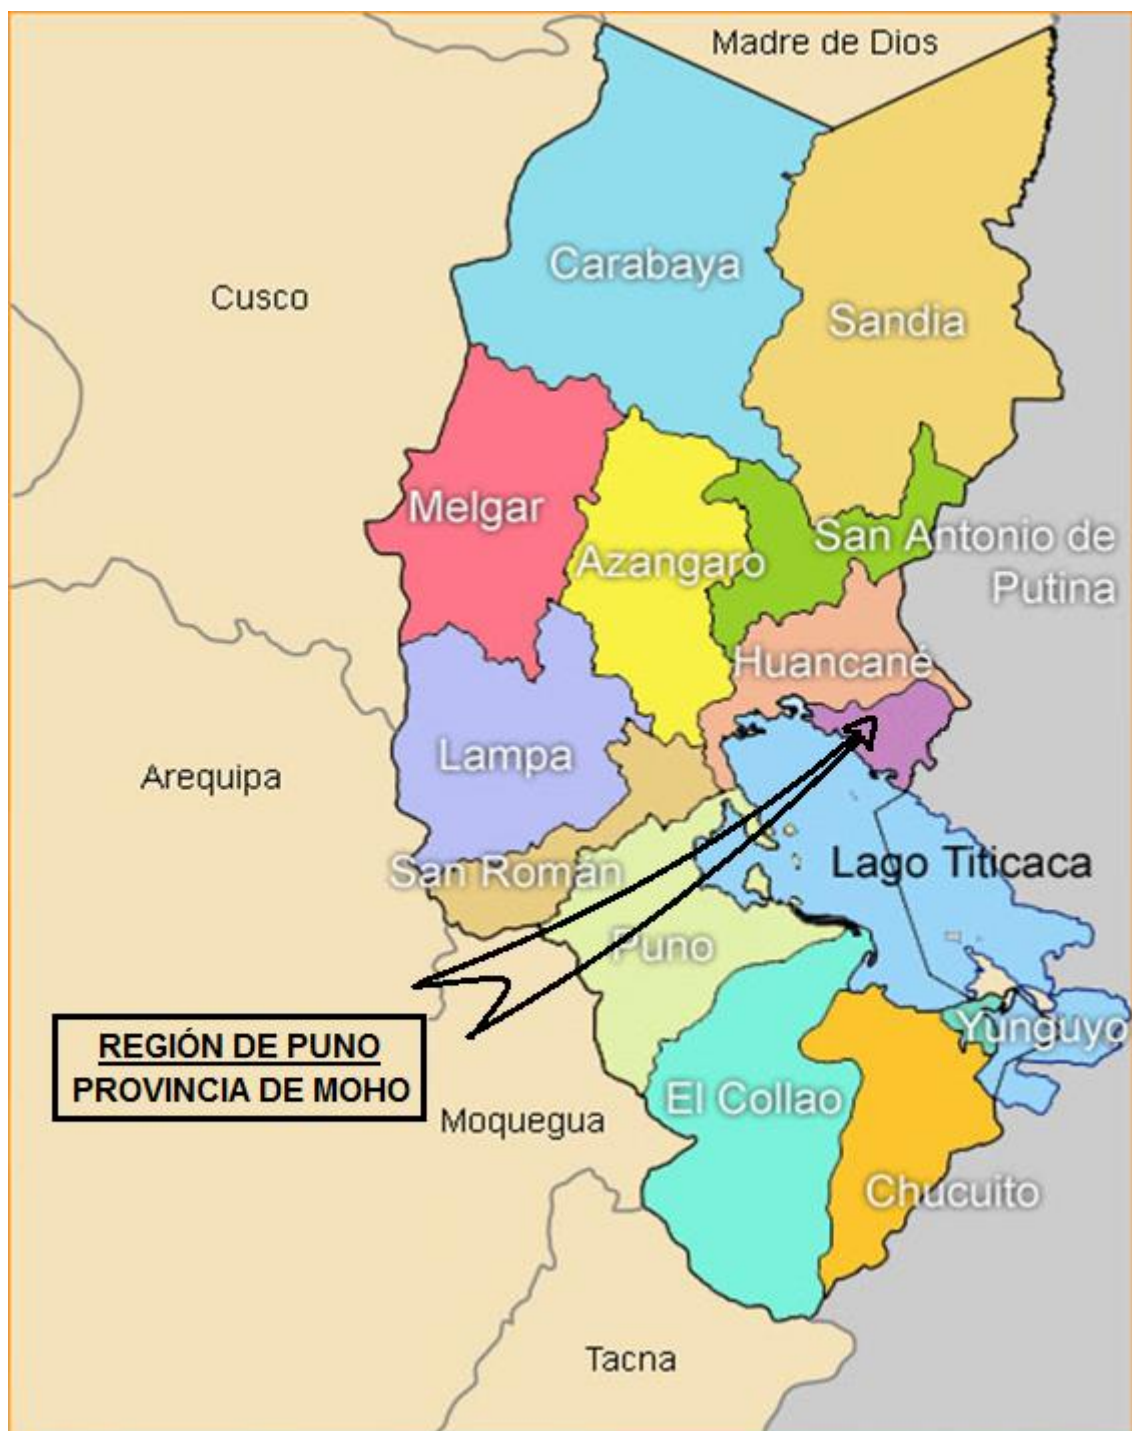 Madre de Dios
Carabaya
Cusco
Sandia
Melgar
Azangaro
San Antonio de
Putina
Huancané
Lampa
Arequipa
Lago Titicaca
San Román
Puno
Yunguyo
REGIÓN DE PUNO
PROVINCIA DE MOHO
El Collao
Moquegua
Chucuito
Tacna